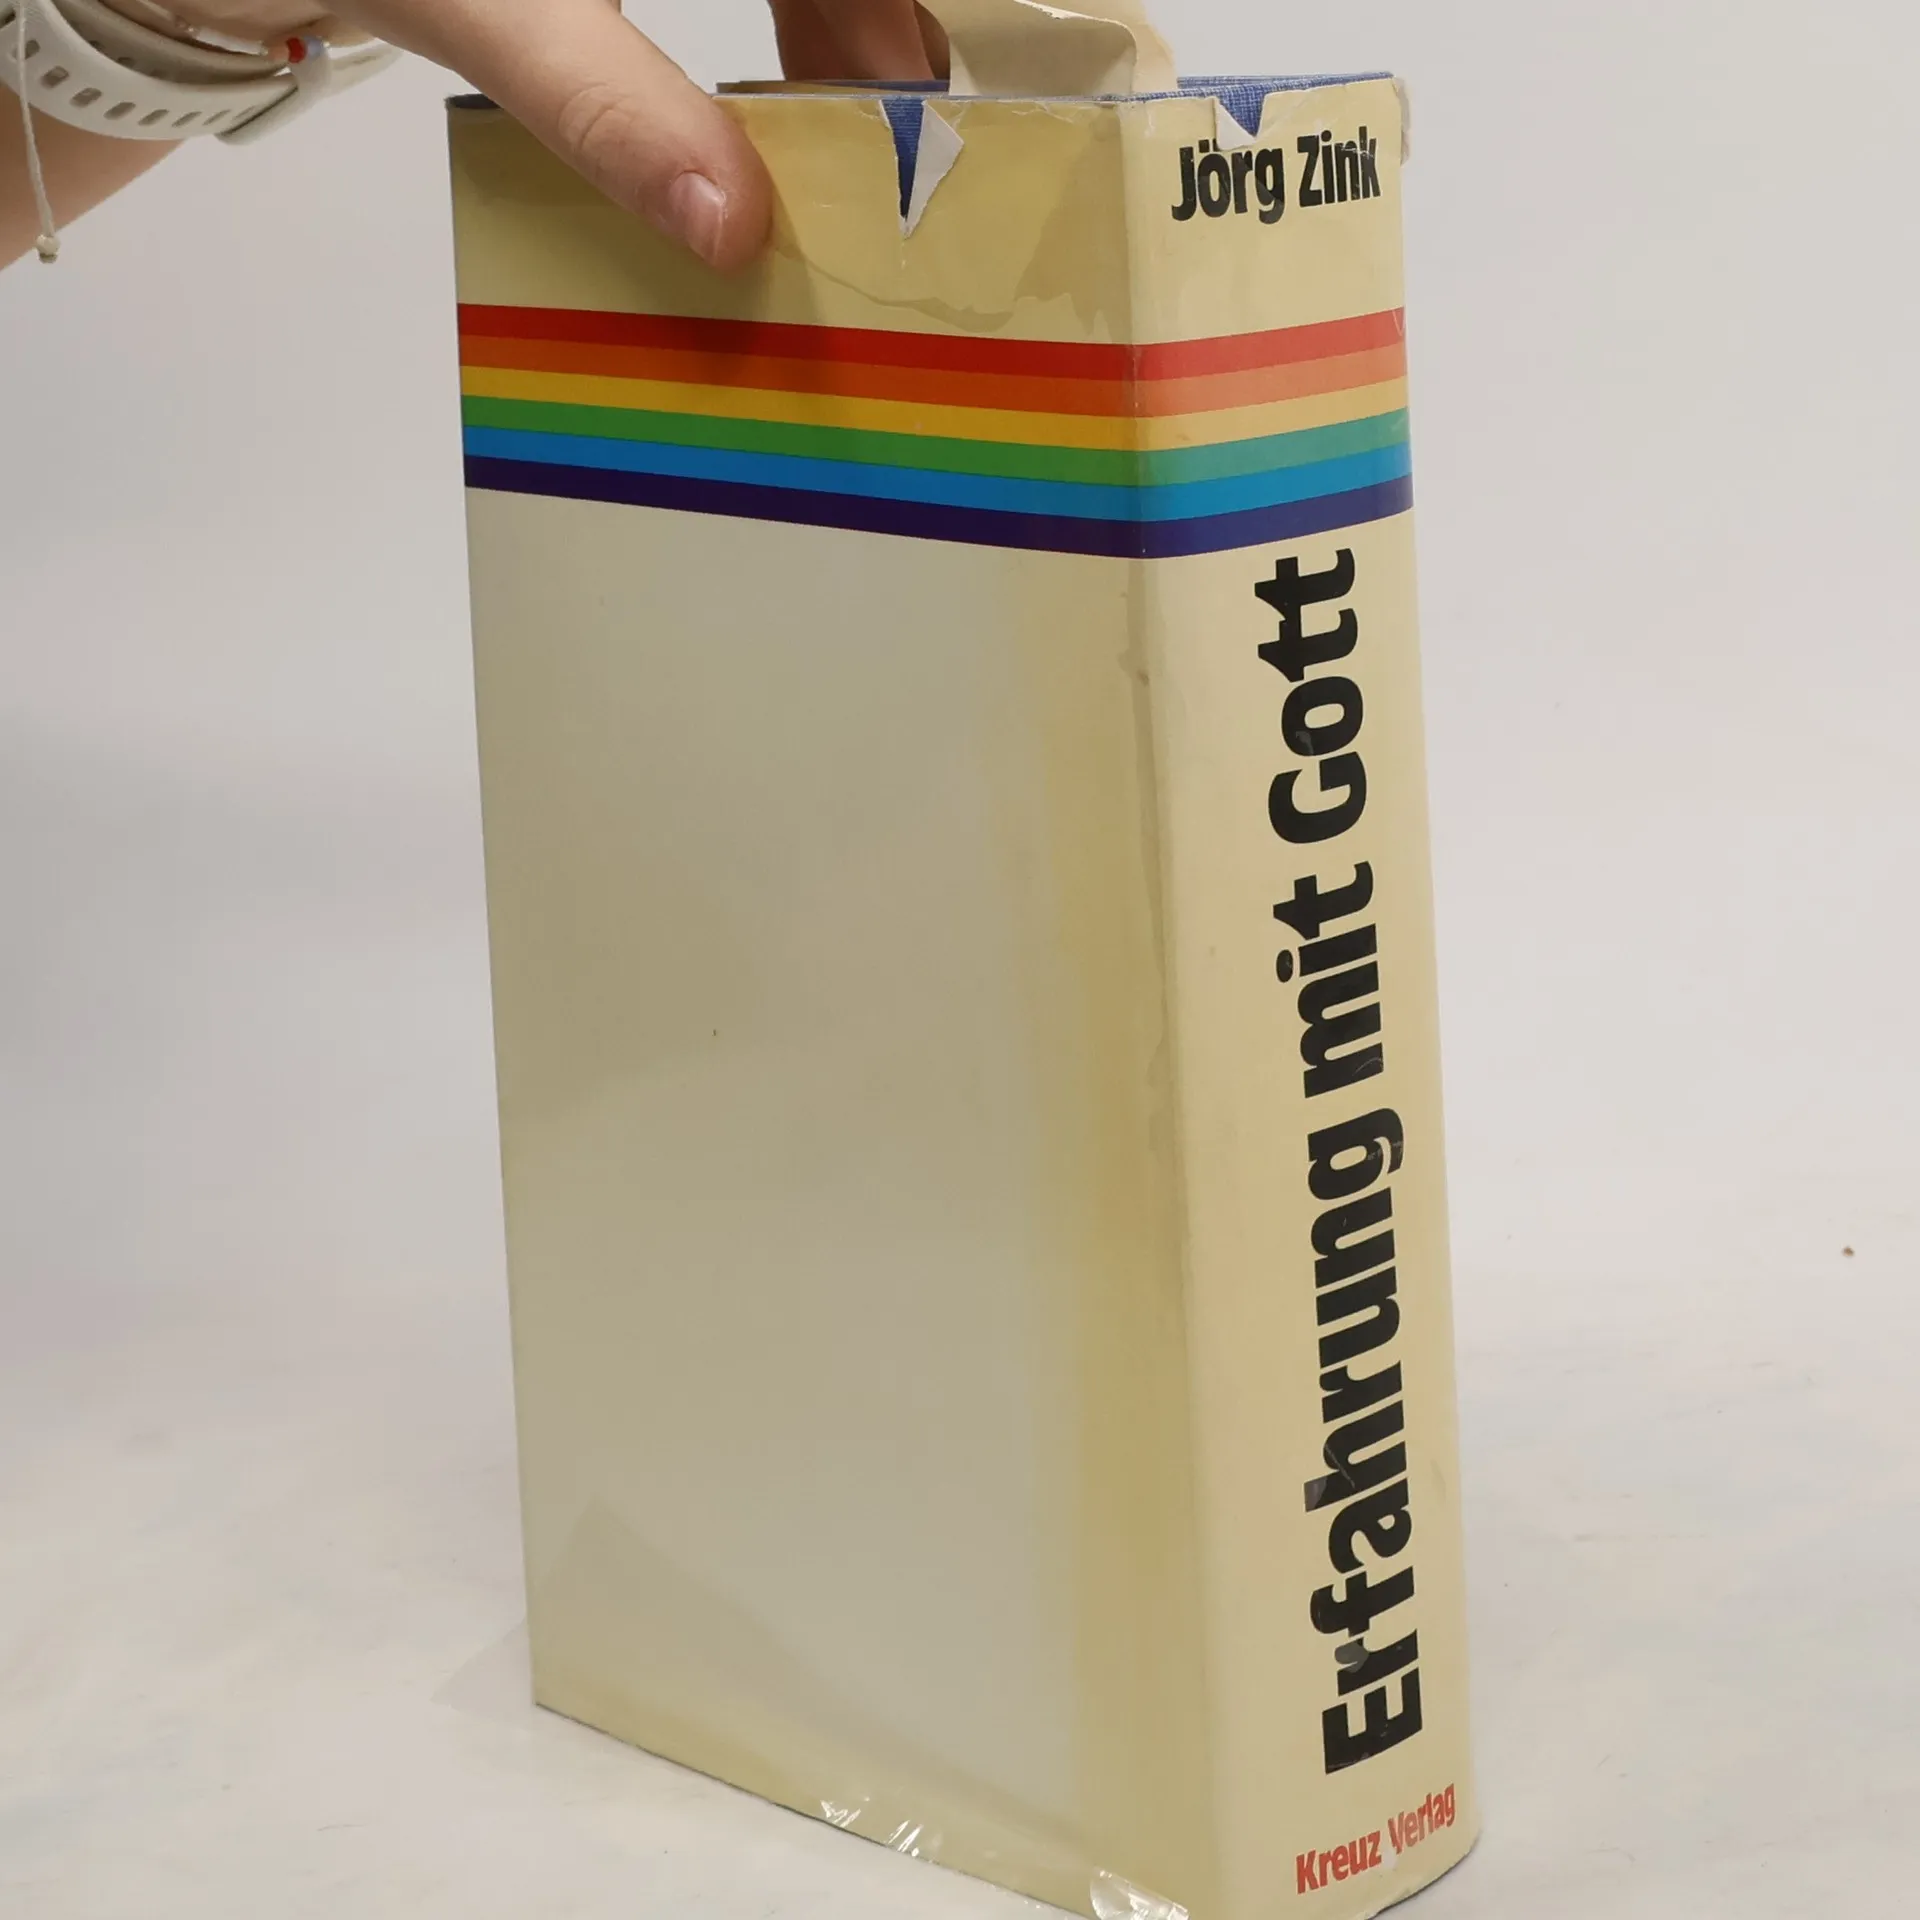 Jörg Zink
Erfahrung mit Gott
Kreuz Verlag